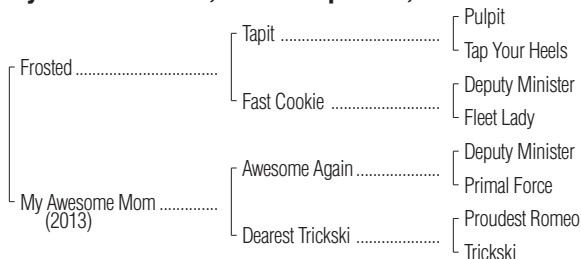 Pulpit
Tapit ......................................
Tap Your Heels
Frosted ..................................
Deputy Minister
Fast Cookie ..........................
Fleet Lady
Deputy Minister
Awesome Again ....................
Primal Force
My Awesome Mom ..............
(2013)
Proudest Romeo
Dearest Trickski ....................
Trickski